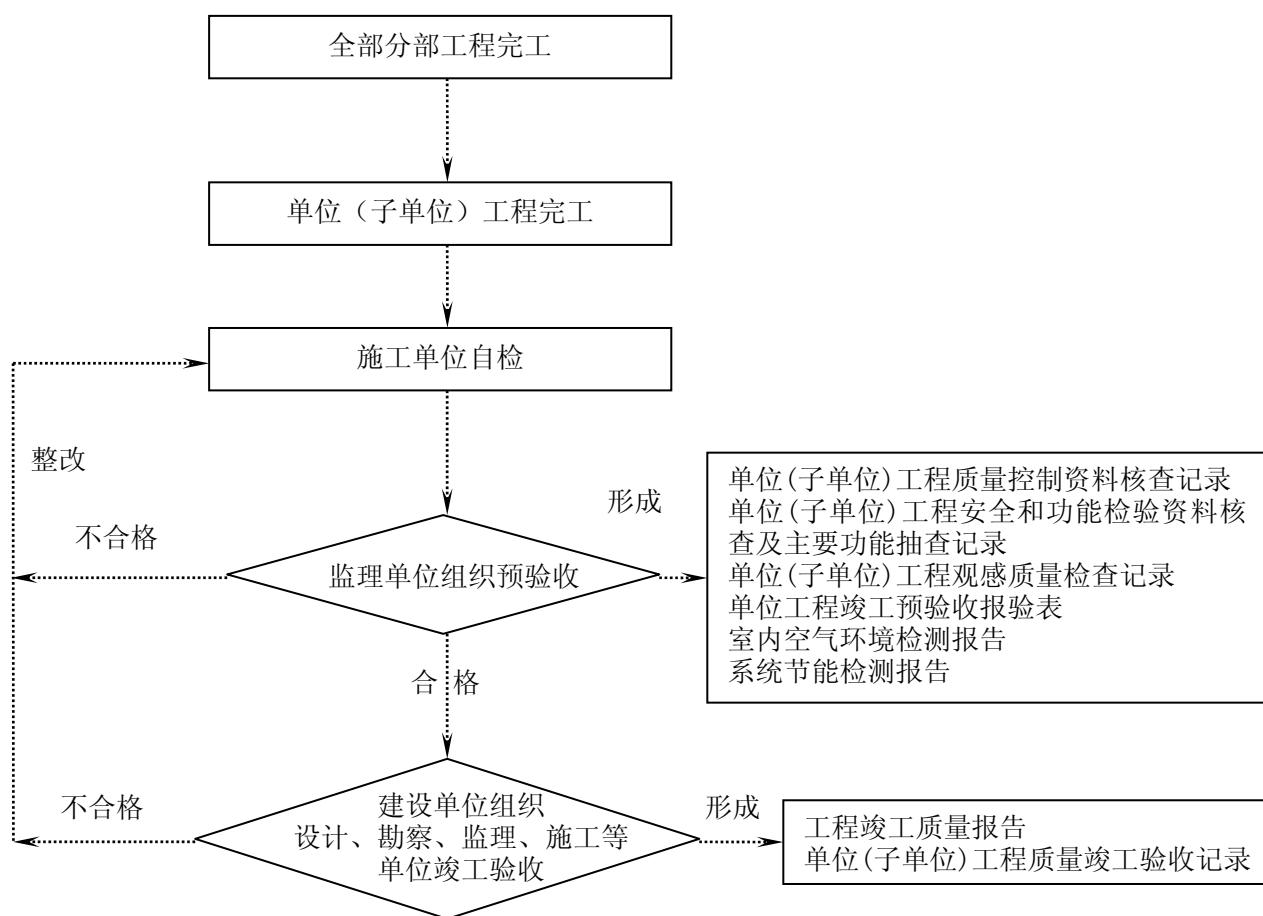 全部分部工程完工
单位（子单位）工程完工
施工单位自检
整改
单位(子单位)工程质量控制资料核查记录
单位(子单位)工程安全和功能检验资料核
查及主要功能抽查记录
单位(子单位)工程观感质量检查记录
单位工程竣工预验收报验表
室内空气环境检测报告
系统节能检测报告
形成
不合格
监理单位组织预验收
合 格
不合格
建设单位组织
设计、勘察、监理、施工等
单位竣工验收
形成
工程竣工质量报告
单位(子单位)工程质量竣工验收记录